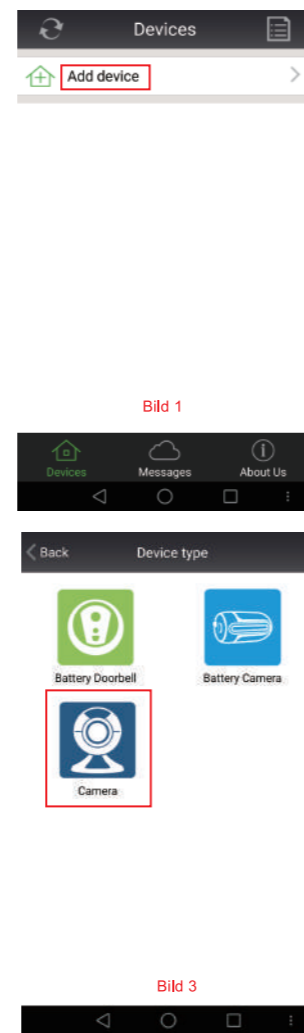 Devices
Add device
Bild 1
Devices Messages About Us
Back Device type
Battery Doorbell Battery Camera
Camera
Bild 3